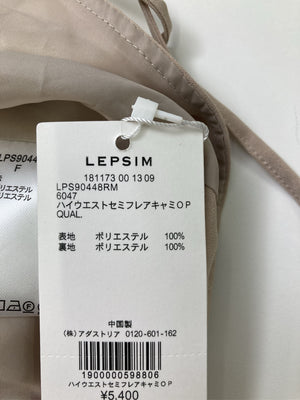 LPS90448
F
ポリエステル
ポリエステル
LEPSIM
181173 00 13 09
LPS90448RM
6047
ハイウエストセミフレアキャミOP
QUAL.
表地 ポリエステル 100%
裏地 ポリエステル 100%
中国製
(株)アダストリア 0120-601-162
1900000598806
ハイウエストセミフレアキャミOP
¥5,400